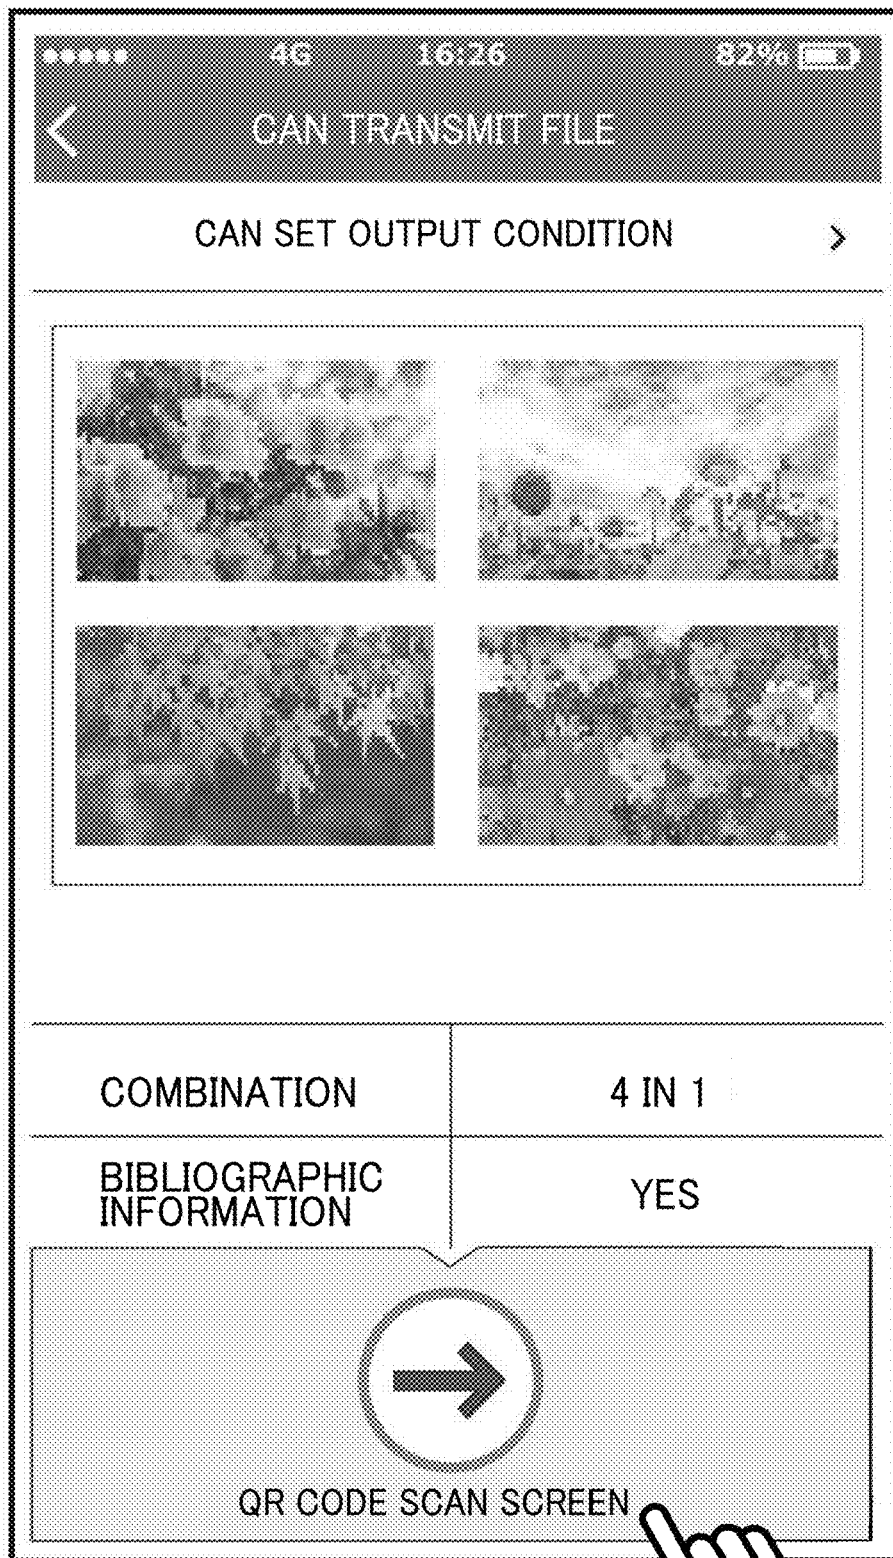 4G 16:26 82%
CAN TRANSMIT FILE
CAN SET OUTPUT CONDITION >
COMBINATION 4 IN 1
BIBLIOGRAPHIC
INFORMATION YES
QR CODE SCAN SCREEN